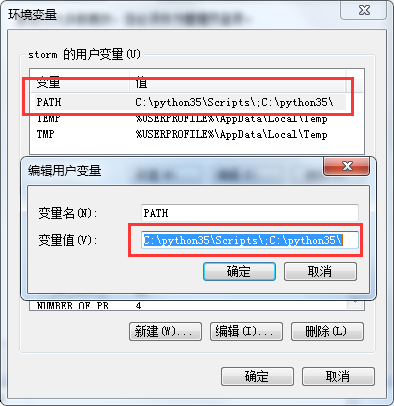 环境变量
storm 的用户变量(U)
变量 值
PATH C:\python35\Scripts\;C:\python35\
TEMP %USERPROFILE%\AppData\Local\Temp
TMP %USERPROFILE%\AppData\Local\Temp
编辑用户变量
变量名(N): PATH
变量值(V): C:\python35\Scripts\;C:\python35\
确定 取消
NUMBER_OF_PR 4
新建(W)... 编辑(I)... 删除(L)
确定 取消